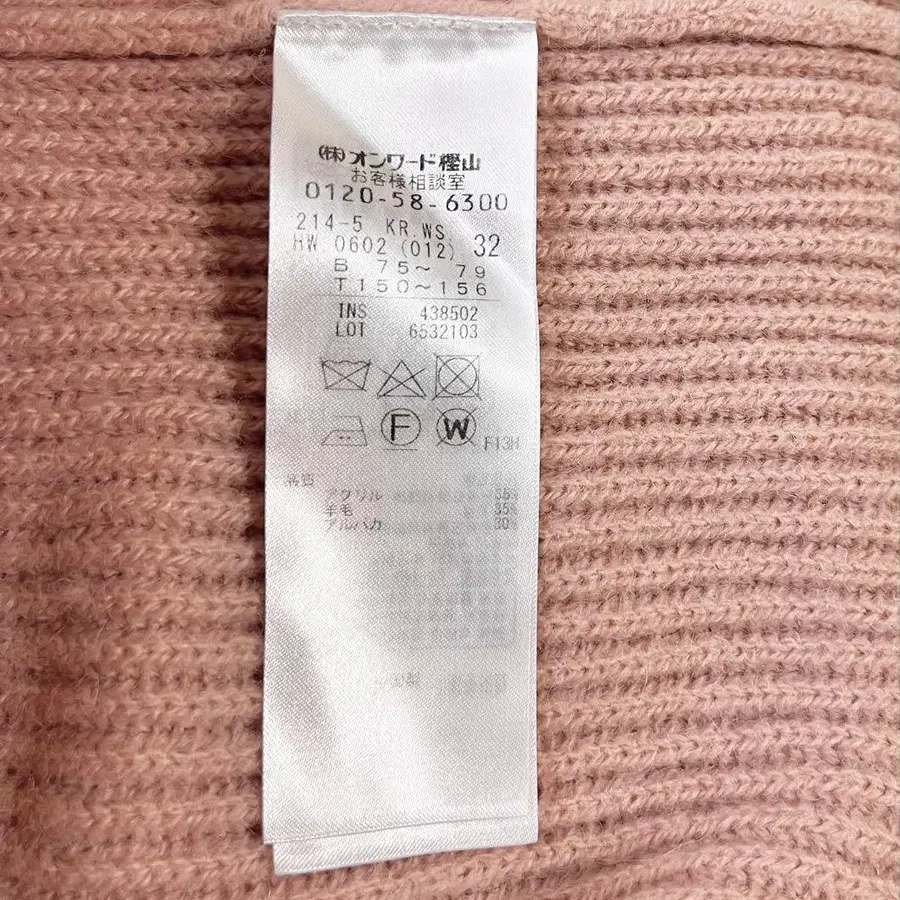 (株)オンワード樫山
お客様相談室
0120-58-6300
214-5 KR.WS
HW 0602 (012) 32
B 75～ 79
T150～156
INS 438502
LOT 6532103
F W F13H
アクリル 35%
羊毛 35%
アルパカ 30%